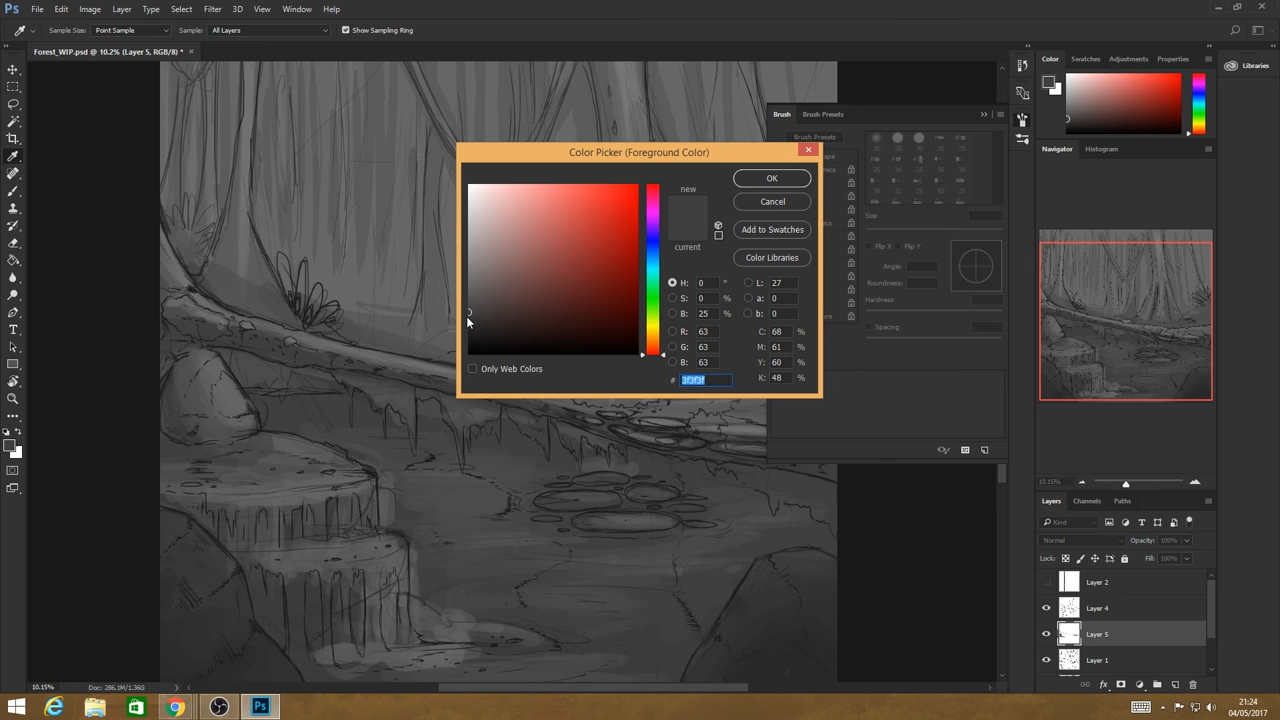 Ps File Edit Image Layer Type Select Filter 3D View Window Help
Sample Size: Point Sample Sample: All Layers Show Sampling Ring
Forest_WIP.psd @ 10.2% (Layer 5, RGB/8) *
Color Swatches Adjustments Properties
Libraries
Brush Brush Presets
Brush Presets
Color Picker (Foreground Color)
new
current
OK
Cancel
Add to Swatches
Color Libraries
H: 0 °
S: 0 %
B: 25 %
R: 63
G: 63
B: 63
# 3f3f3f
L: 27
a: 0
b: 0
C: 68 %
M: 61 %
Y: 60 %
K: 48 %
Only Web Colors
Size
Flip X Flip Y
Angle:
Roundness:
Hardness
Spacing
Navigator Histogram
10.15%
Layers Channels Paths
Kind
Normal Opacity: 100%
Lock: Fill: 100%
Layer 2
Layer 4
Layer 5
Layer 1
10.15% Doc: 286.1M/1.36G
Ps
21:24
04/05/2017